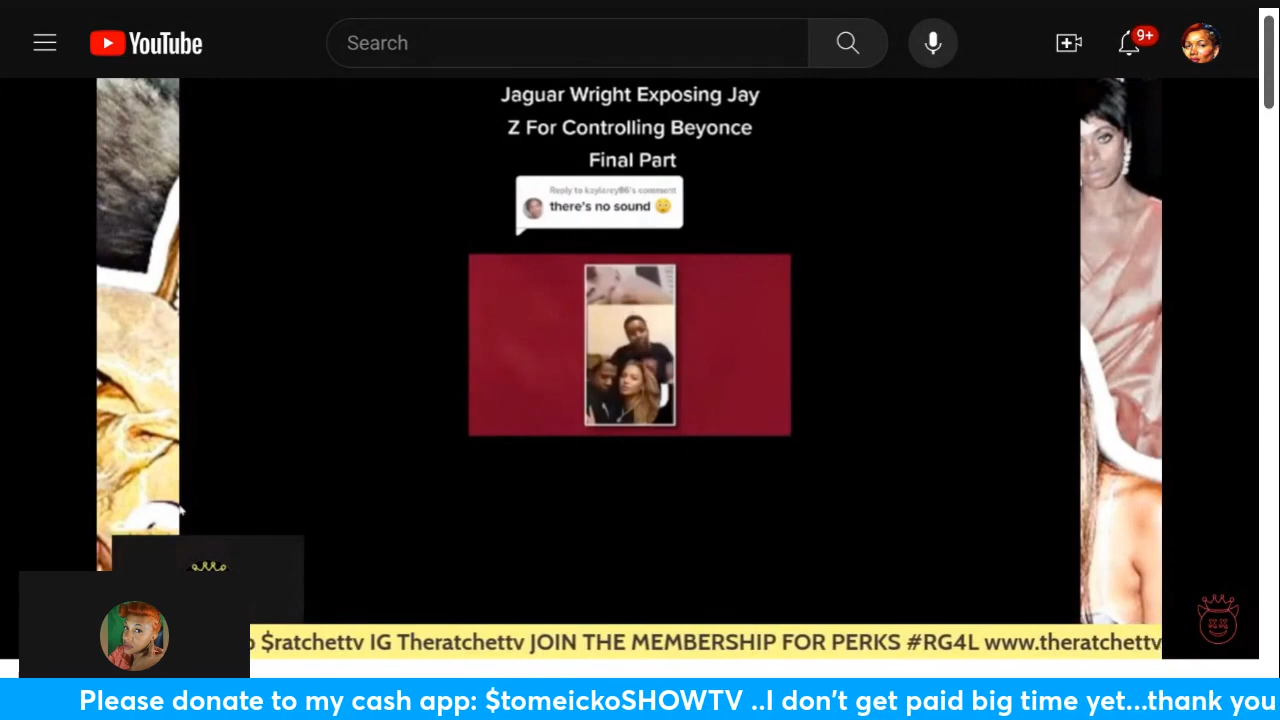 YouTube
Search
9+
Jaguar Wright Exposing Jay
Z For Controlling Beyonce
Final Part
Reply to kaylarey86's comment
there's no sound 😳
$ratchettv IG Theratchettv JOIN THE MEMBERSHIP FOR PERKS #RG4L www.theratchettv
Please donate to my cash app: $tomeickoSHOWTV ..I don't get paid big time yet...thank you